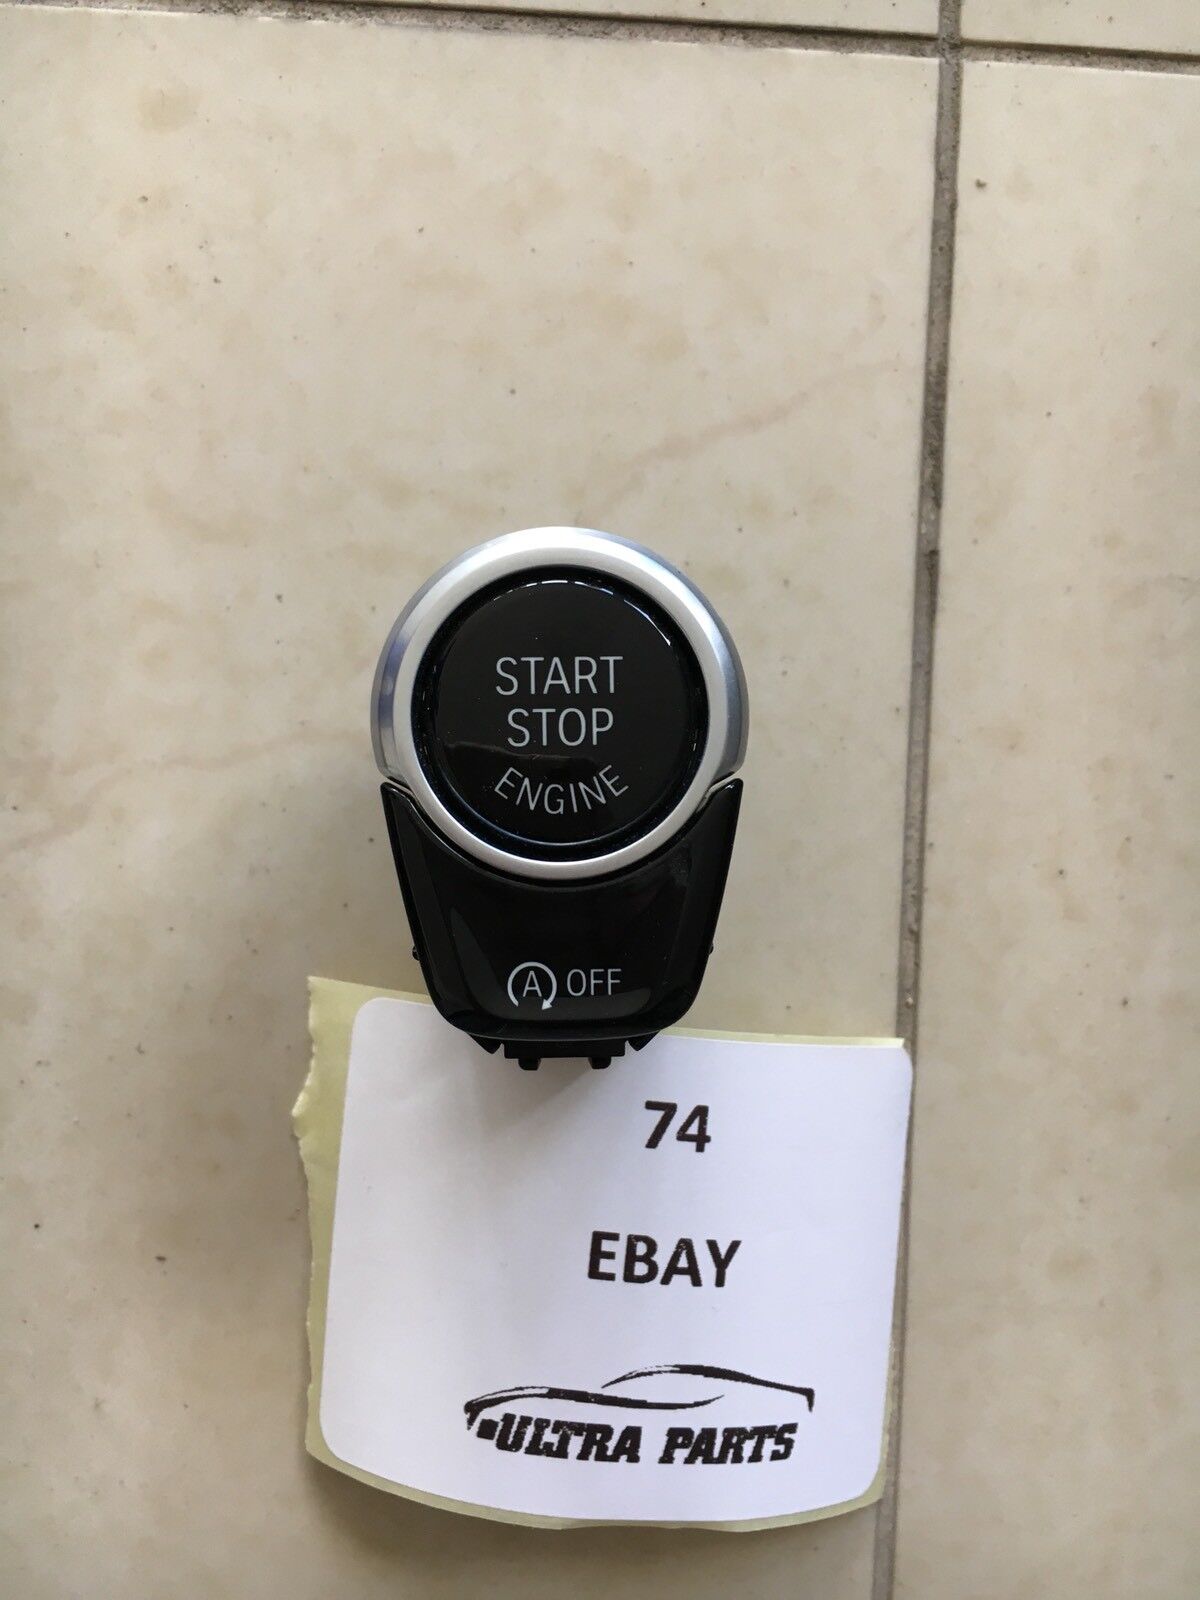 START
STOP
ENGINE
A OFF
74
EBAY
ULTRA PARTS